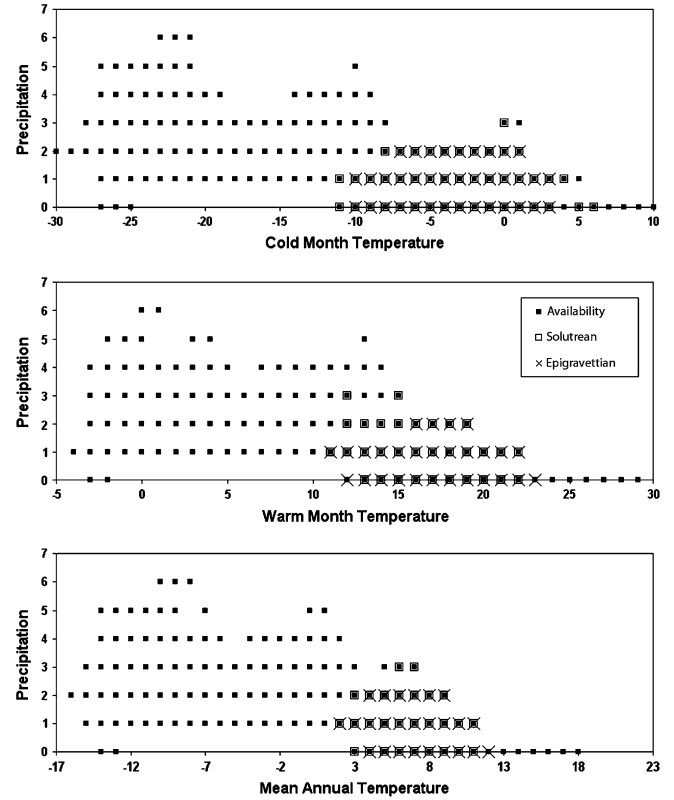 7
6
5
4
3
2
1
0
Precipitation
-30 -25 -20 -15 -10 -5 0 5 10
Cold Month Temperature
7
6
5
4
3
2
1
0
Precipitation
Availability
Solutrean
Epigravettian
-5 0 5 10 15 20 25 30
Warm Month Temperature
7
6
5
4
3
2
1
0
Precipitation
-17 -12 -7 -2 3 8 13 18 23
Mean Annual Temperature